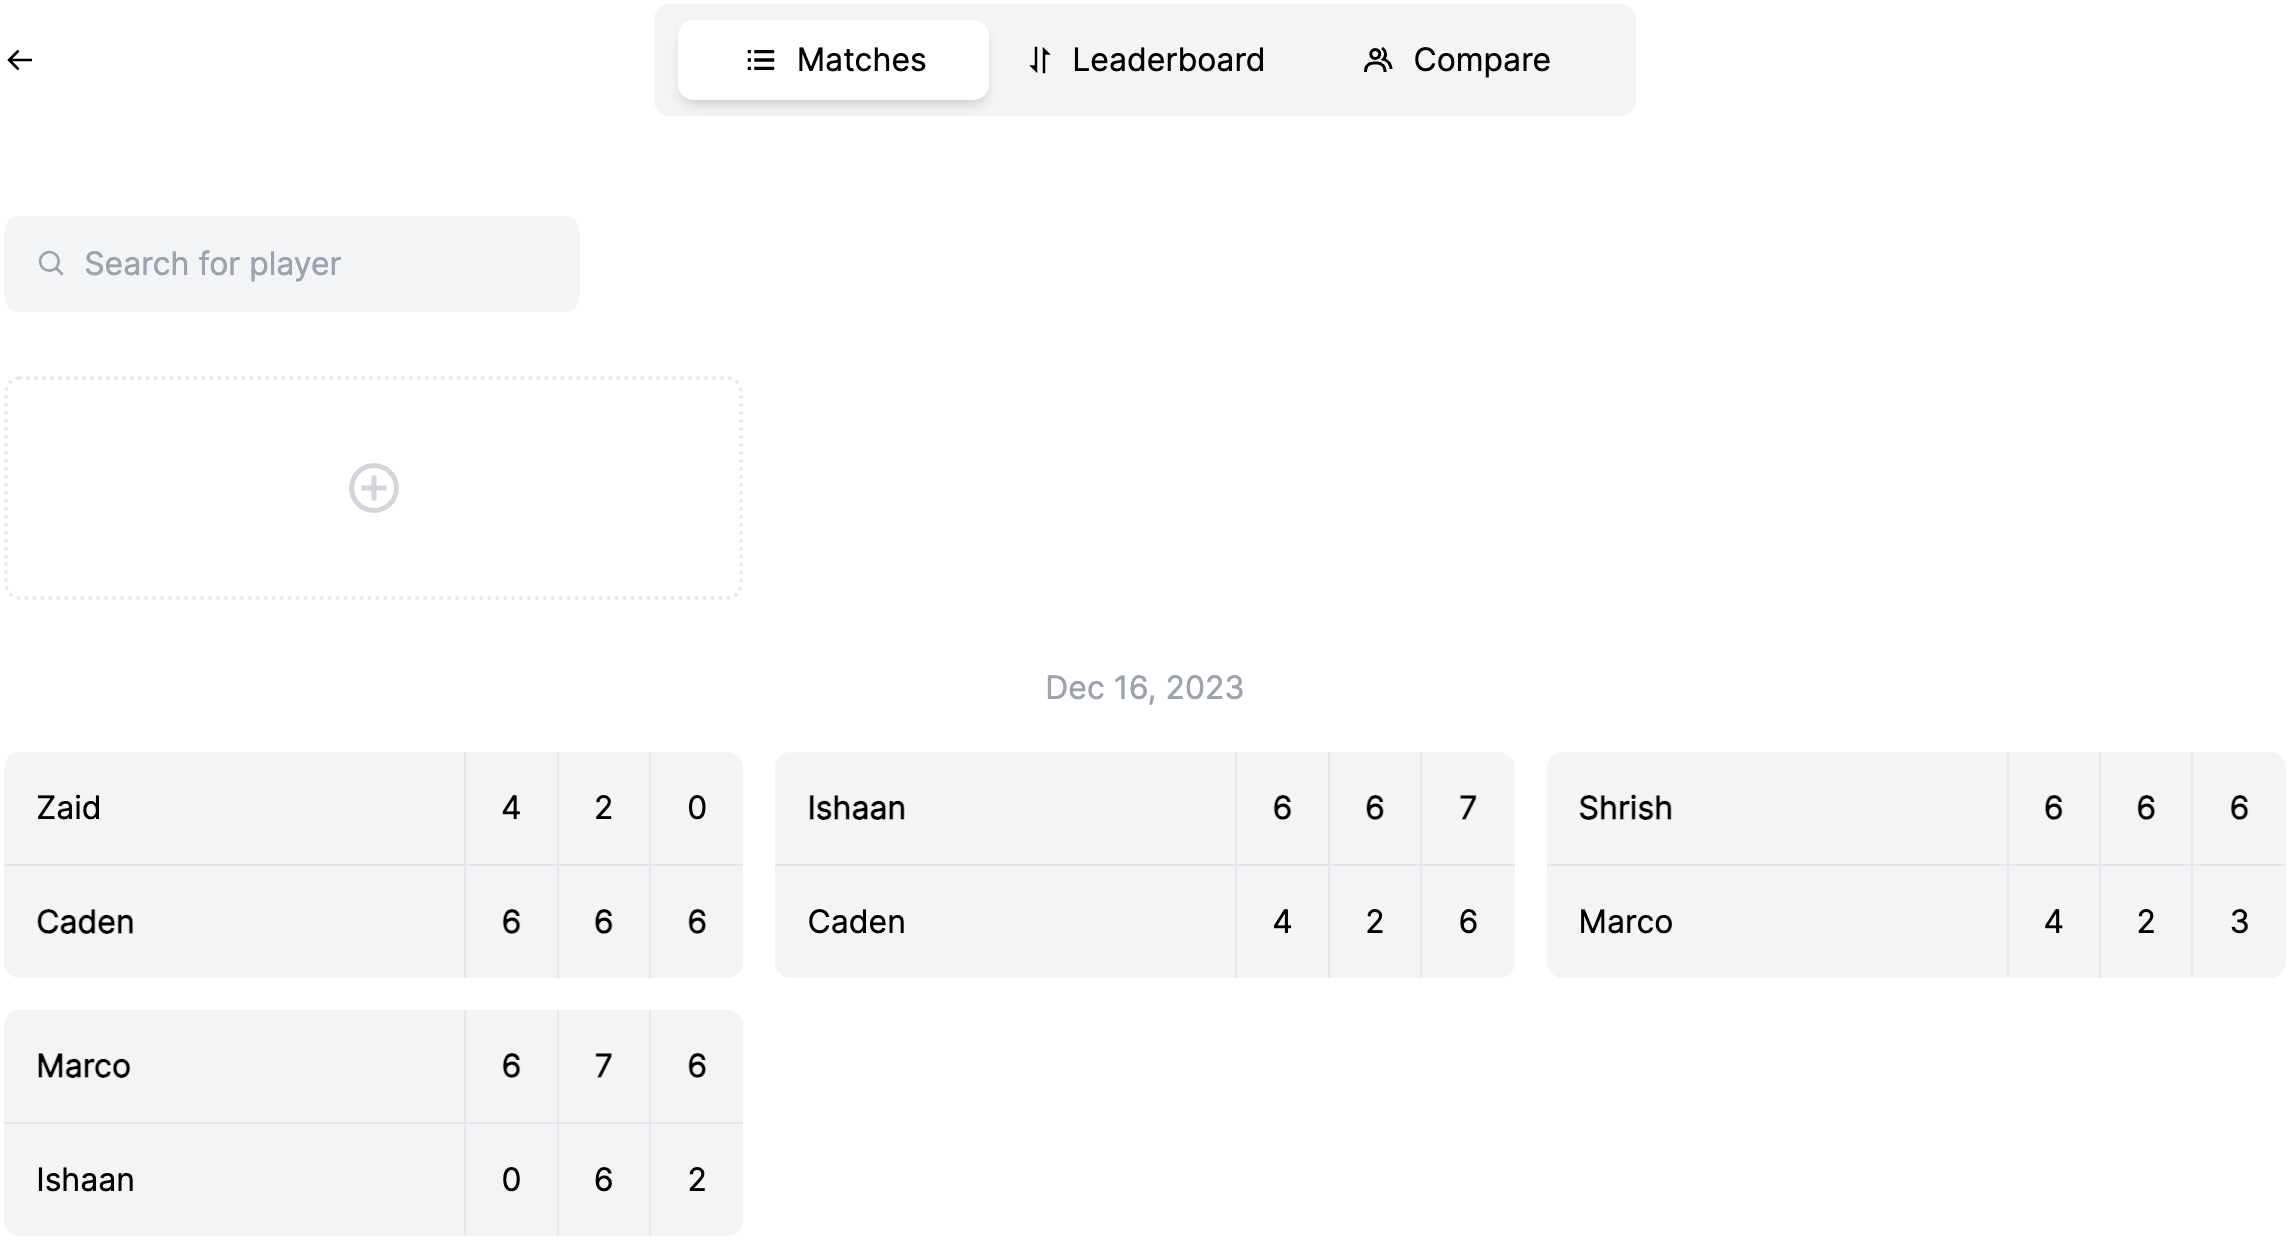 Matches Leaderboard Compare
Search for player
Dec 16, 2023
Zaid 4 2 0
Caden 6 6 6
Ishaan 6 6 7
Caden 4 2 6
Shrish 6 6 6
Marco 4 2 3
Marco 6 7 6
Ishaan 0 6 2